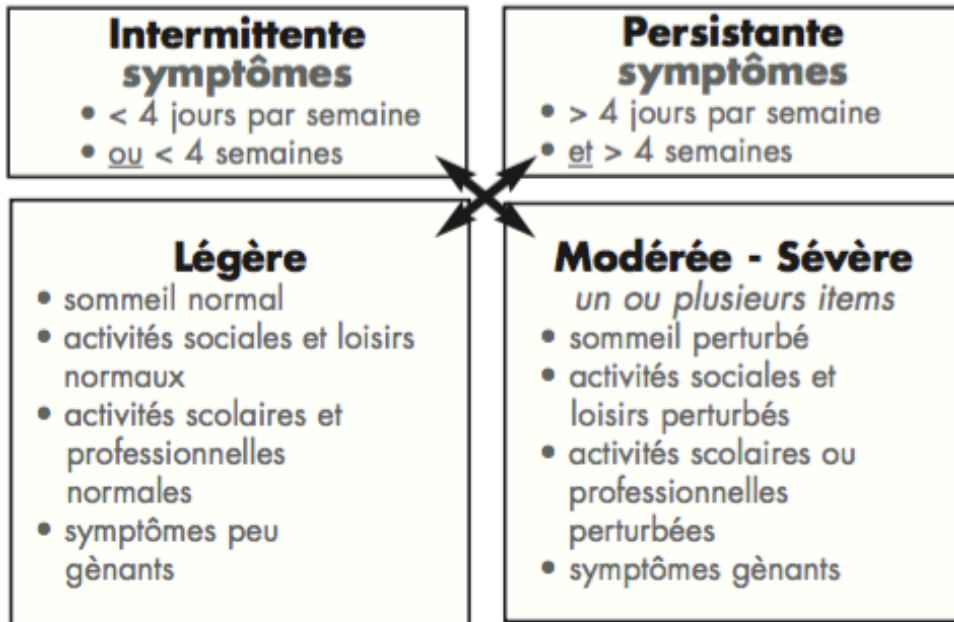 Intermittente
symptômes
• < 4 jours par semaine
• ou < 4 semaines
Persistante
symptômes
• > 4 jours par semaine
• et > 4 semaines
Légère
• sommeil normal
• activités sociales et loisirs
normaux
• activités scolaires et
professionnelles
normales
• symptômes peu
gènants
Modérée - Sévère
un ou plusieurs items
• sommeil perturbé
• activités sociales et
loisirs perturbés
• activités scolaires ou
professionnelles
perturbées
• symptômes gènants